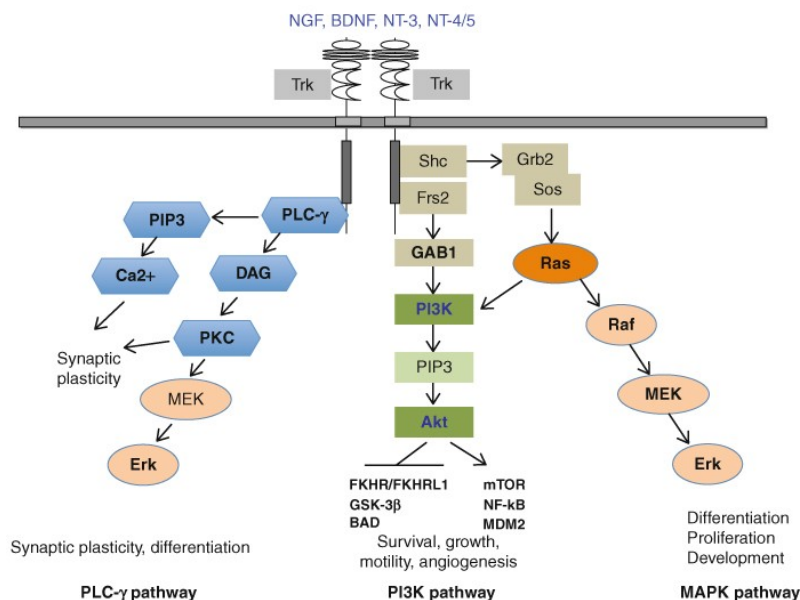 NGF, BDNF, NT-3, NT-4/5
Trk
Trk
Shc
Grb2
Frs2
Sos
PIP3
PLC-γ
GAB1
Ras
Ca2+
DAG
PI3K
Raf
PKC
Synaptic
plasticity
PIP3
MEK
MEK
Akt
Erk
Erk
FKHR/FKHRL1
GSK-3β
BAD
mTOR
NF-kB
MDM2
Synaptic plasticity, differentiation
Survival, growth,
motility, angiogenesis
Differentiation
Proliferation
Development
PLC-γ pathway
PI3K pathway
MAPK pathway